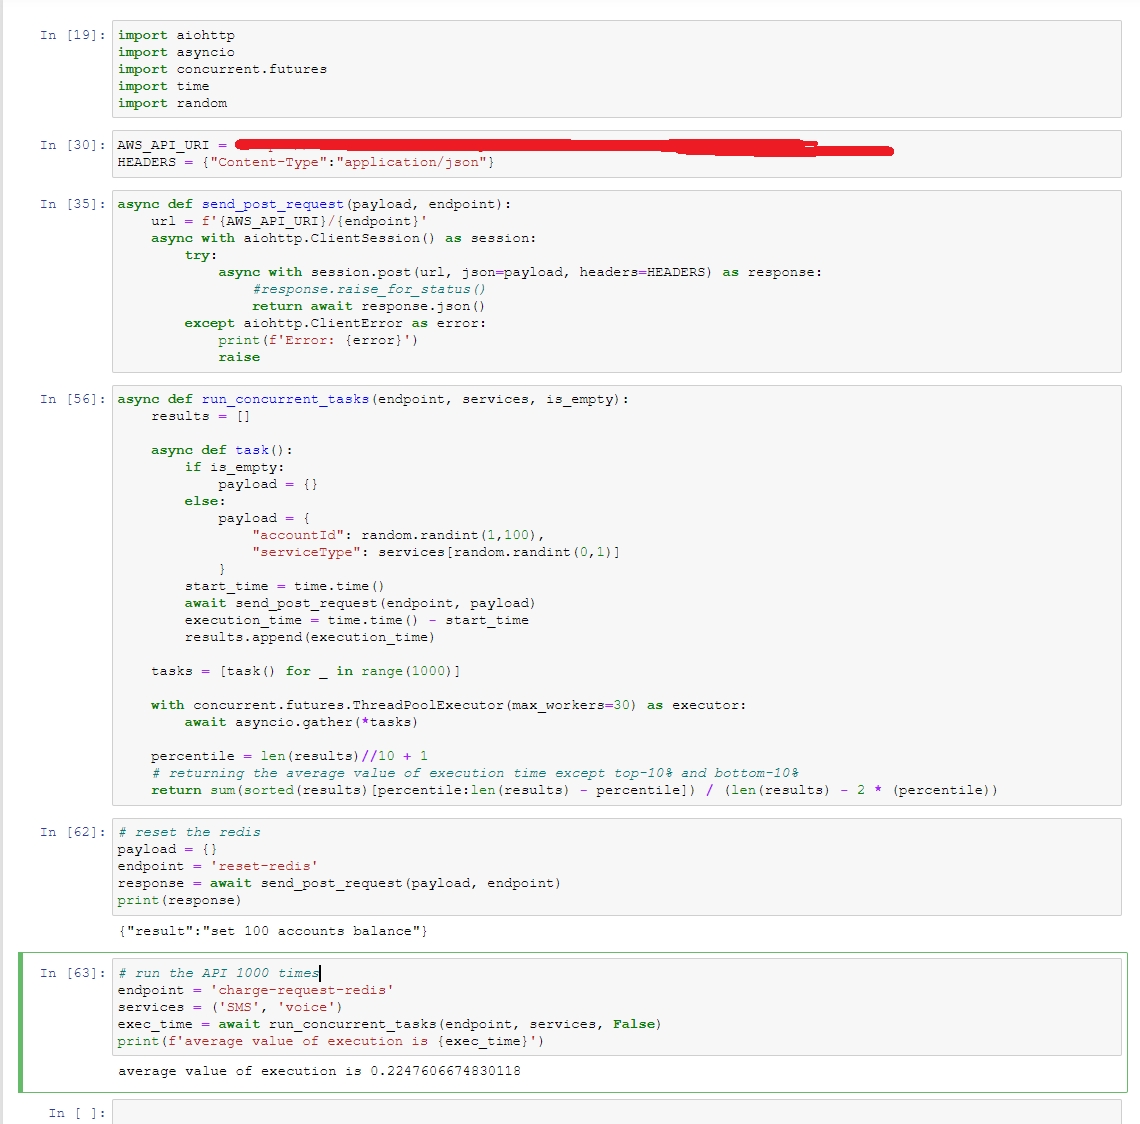 In [19]: import aiohttp
import asyncio
import concurrent.futures
import time
import random
In [30]: AWS_API_URI =
HEADERS = {"Content-Type":"application/json"}
In [35]: async def send_post_request(payload, endpoint):
    url = f'{AWS_API_URI}/{endpoint}'
    async with aiohttp.ClientSession() as session:
        try:
            async with session.post(url, json=payload, headers=HEADERS) as response:
                #response.raise_for_status()
                return await response.json()
        except aiohttp.ClientError as error:
            print(f'Error: {error}')
            raise
In [56]: async def run_concurrent_tasks(endpoint, services, is_empty):
    results = []
    async def task():
        if is_empty:
            payload = {}
        else:
            payload = {
                "accountId": random.randint(1,100),
                "serviceType": services[random.randint(0,1)]
            }
        start_time = time.time()
        await send_post_request(endpoint, payload)
        execution_time = time.time() - start_time
        results.append(execution_time)
    tasks = [task() for _ in range(1000)]
    with concurrent.futures.ThreadPoolExecutor(max_workers=30) as executor:
        await asyncio.gather(*tasks)
    percentile = len(results)//10 + 1
    # returning the average value of execution time except top-10% and bottom-10%
    return sum(sorted(results)[percentile:len(results) - percentile]) / (len(results) - 2 * (percentile))
In [62]: # reset the redis
payload = {}
endpoint = 'reset-redis'
response = await send_post_request(payload, endpoint)
print(response)
{"result":"set 100 accounts balance"}
In [63]: # run the API 1000 times
endpoint = 'charge-request-redis'
services = ('SMS', 'voice')
exec_time = await run_concurrent_tasks(endpoint, services, False)
print(f'average value of execution is {exec_time}')
average value of execution is 0.2247606674830118
In [ ]: